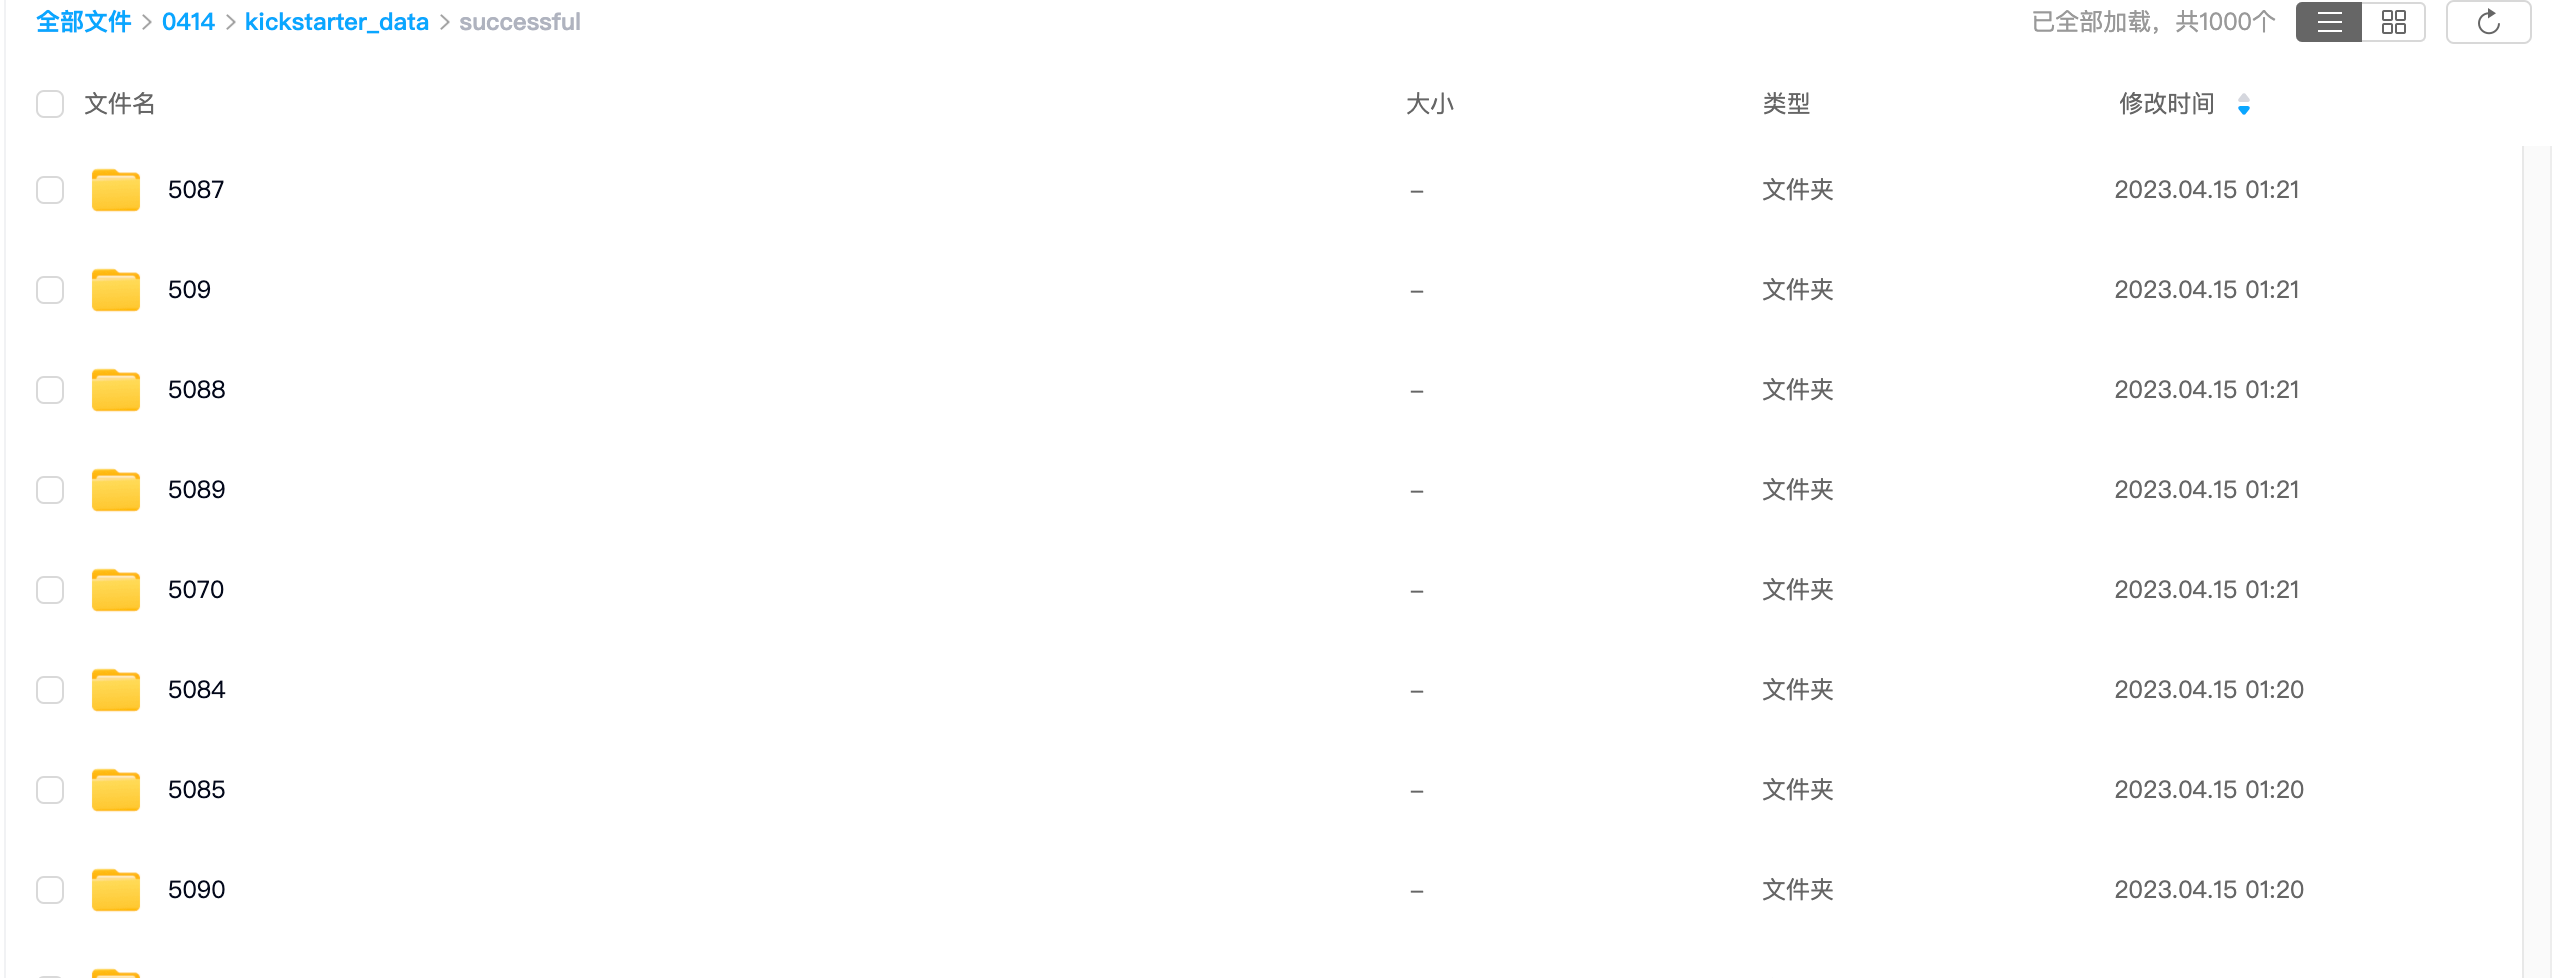 全部文件 > 0414 > kickstarter_data > successful 已全部加载，共1000个
文件名 大小 类型 修改时间
5087 – 文件夹 2023.04.15 01:21
509 – 文件夹 2023.04.15 01:21
5088 – 文件夹 2023.04.15 01:21
5089 – 文件夹 2023.04.15 01:21
5070 – 文件夹 2023.04.15 01:21
5084 – 文件夹 2023.04.15 01:20
5085 – 文件夹 2023.04.15 01:20
5090 – 文件夹 2023.04.15 01:20